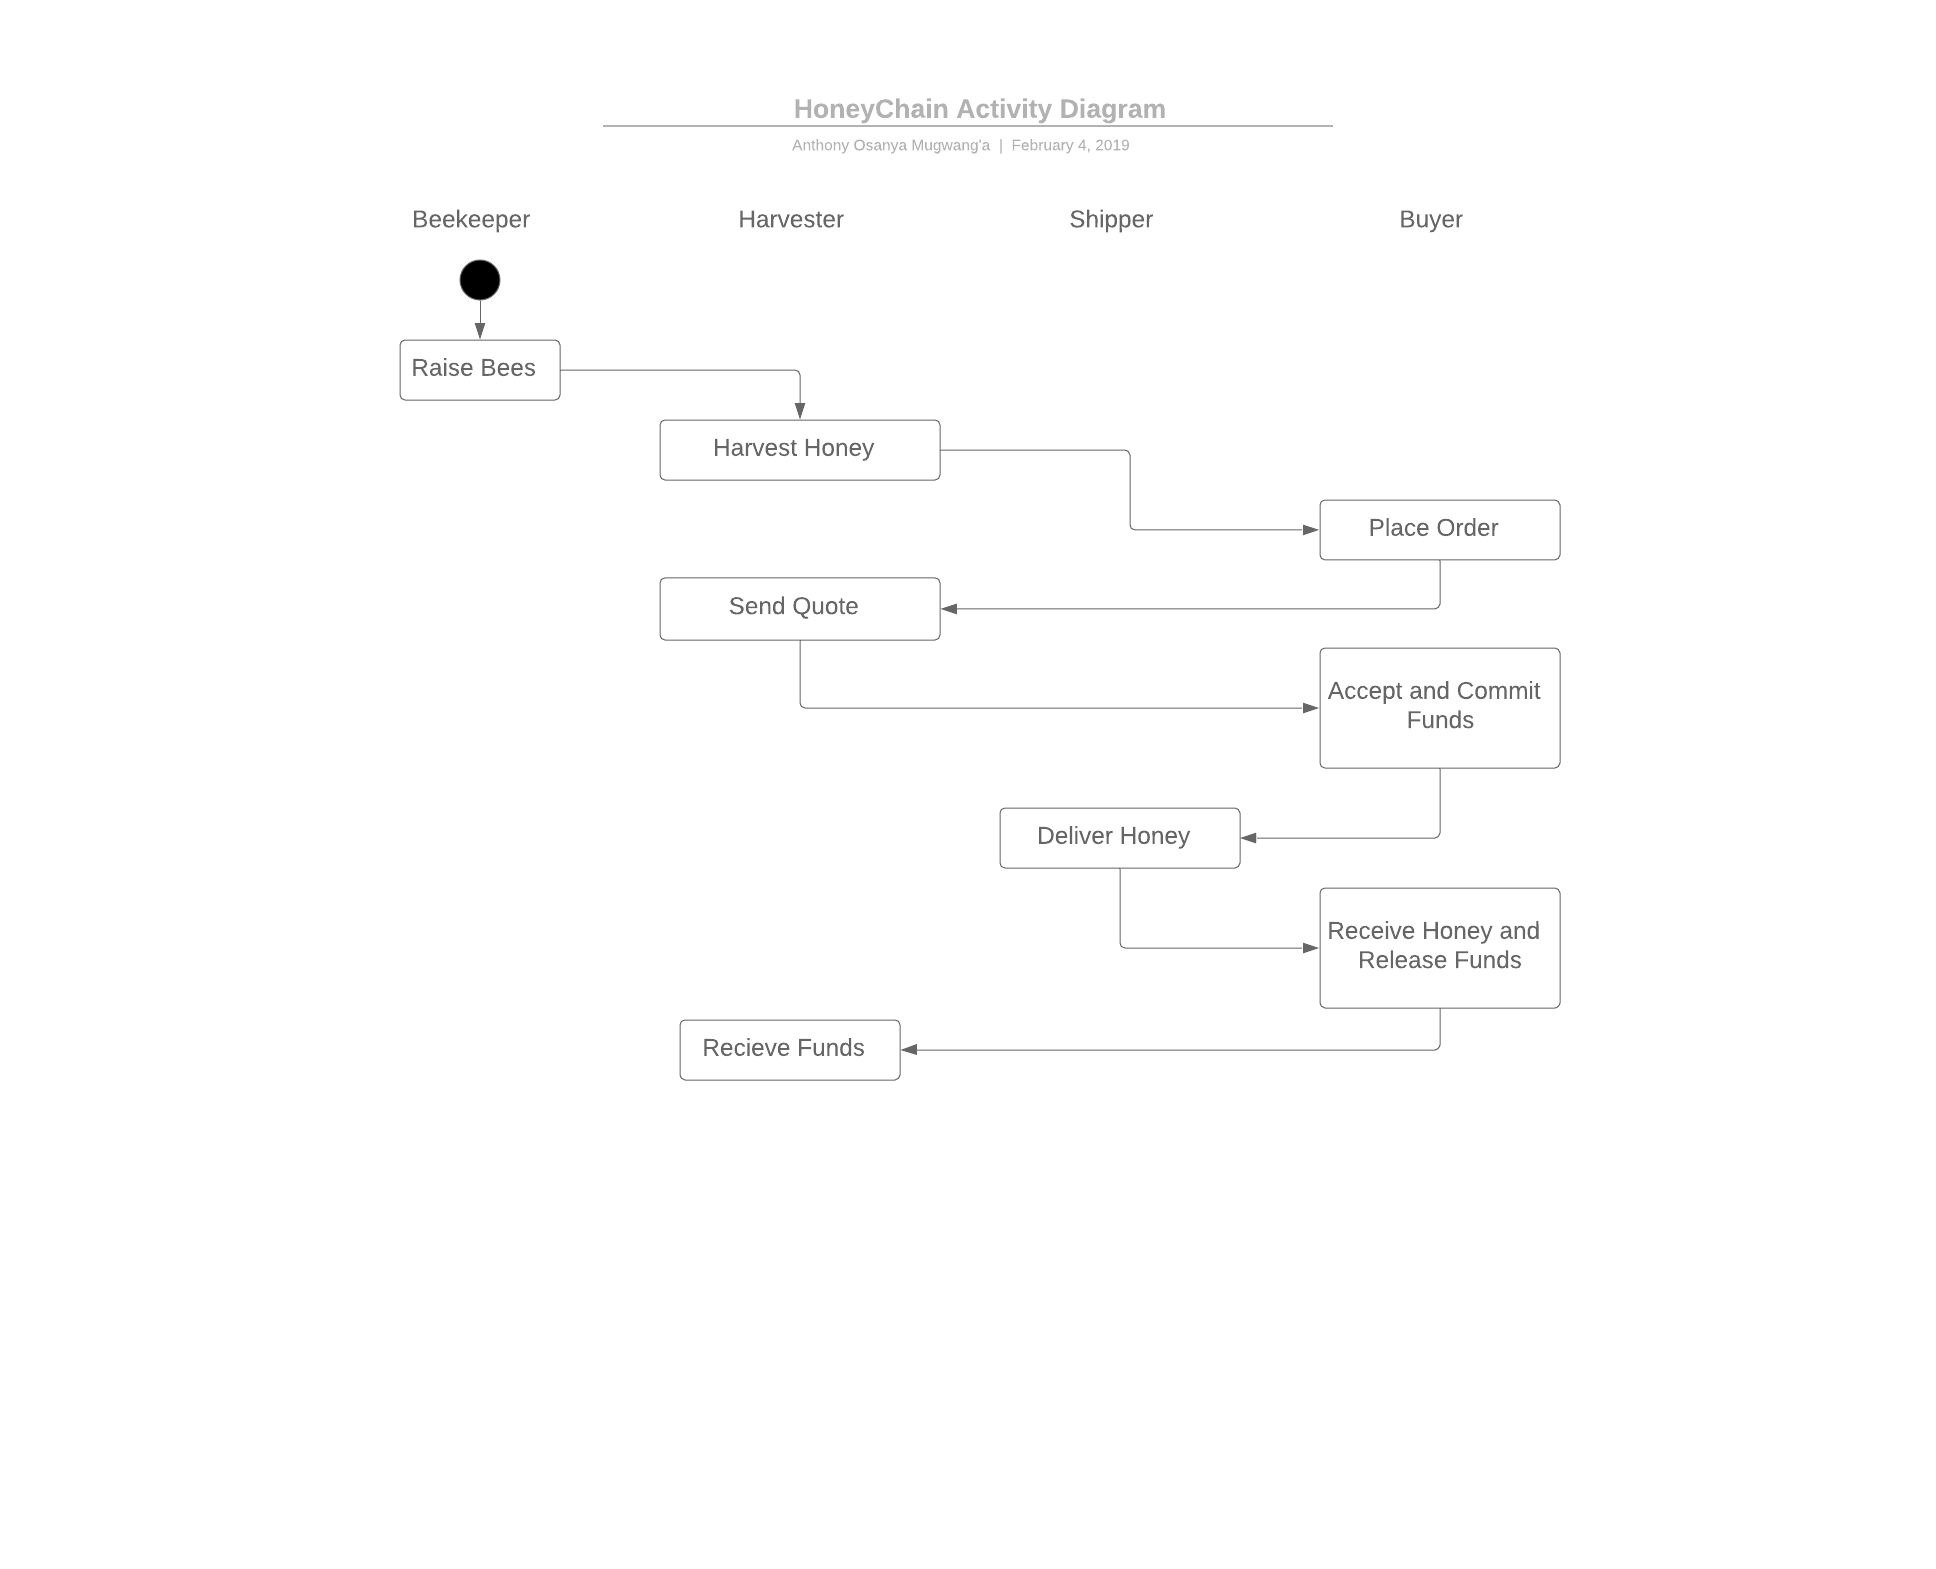 HoneyChain Activity Diagram
Anthony Osanya Mugwang'a | February 4, 2019
Beekeeper
Harvester
Shipper
Buyer
Raise Bees
Harvest Honey
Place Order
Send Quote
Accept and Commit
Funds
Deliver Honey
Receive Honey and
Release Funds
Recieve Funds